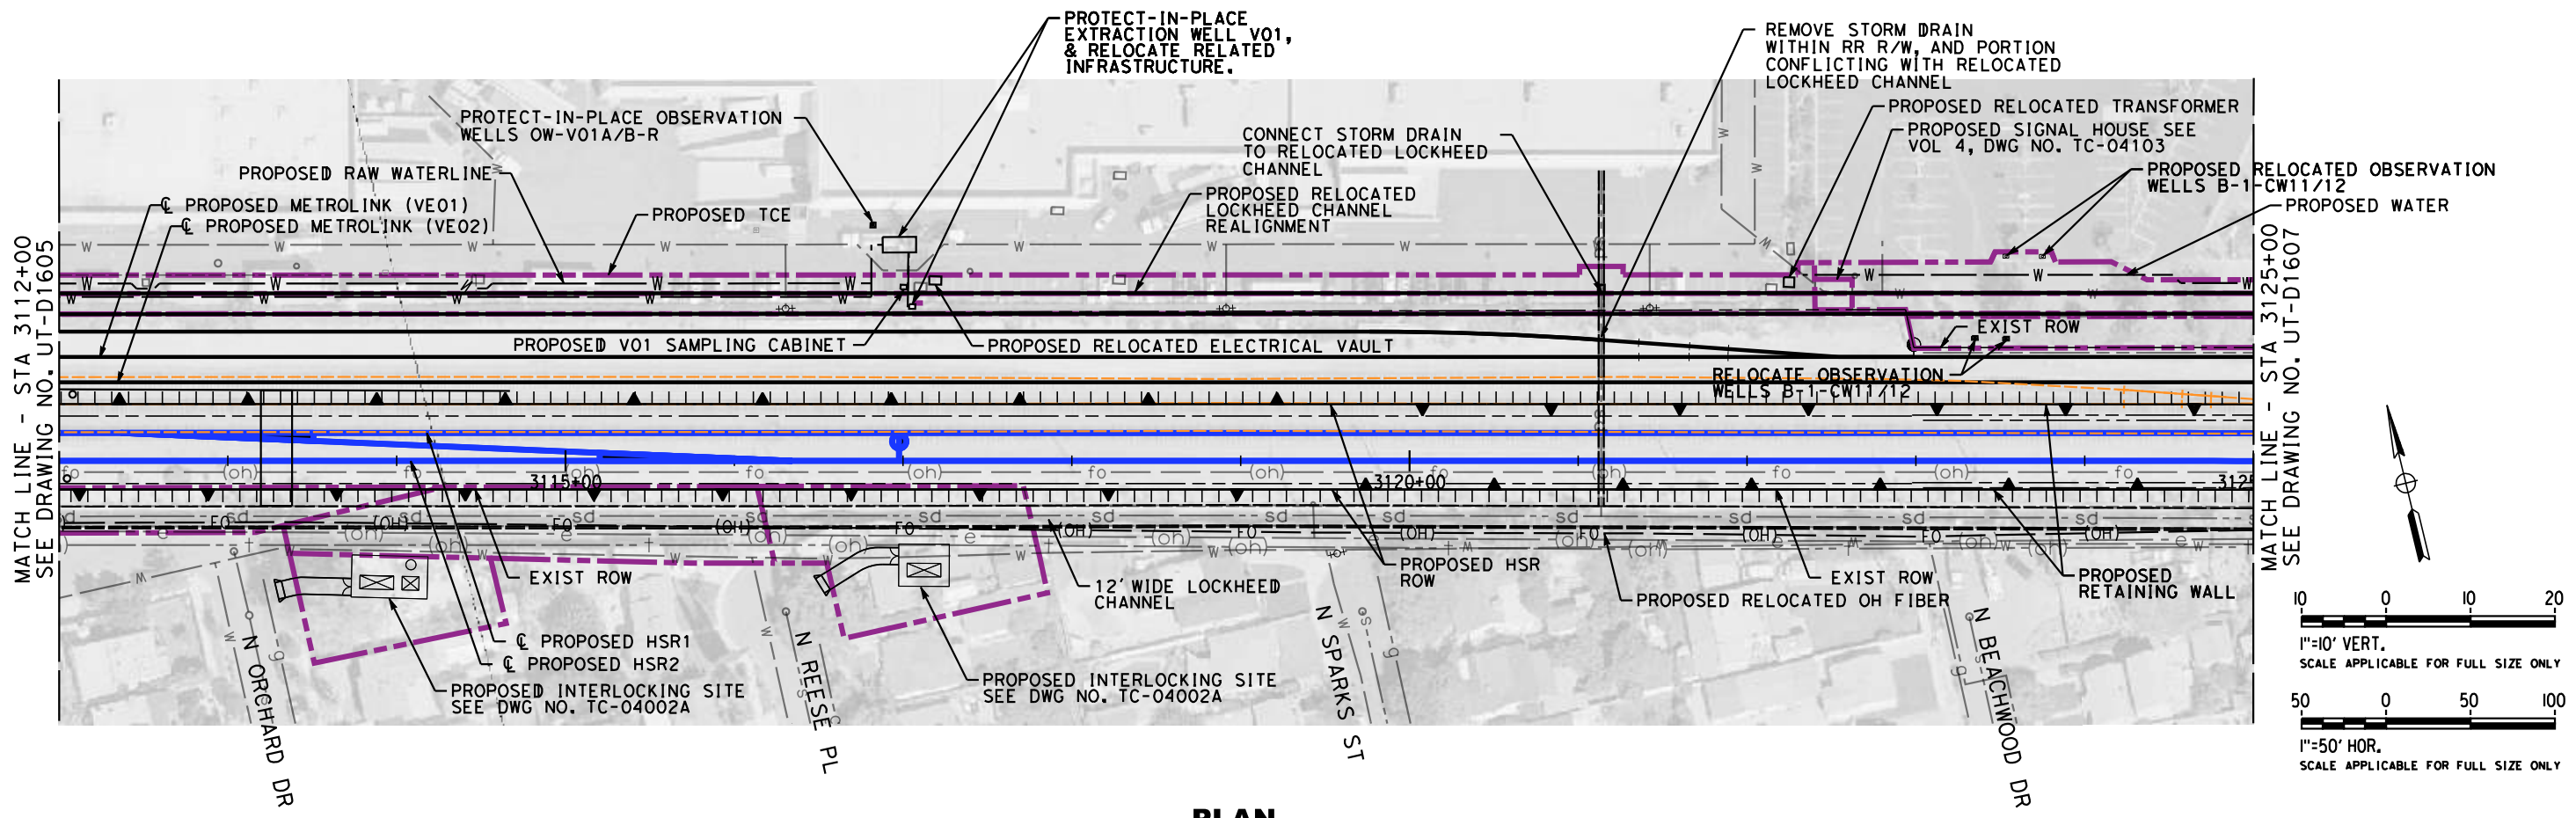 PROTECT-IN-PLACE
EXTRACTION WELL V01,
& RELOCATE RELATED
INFRASTRUCTURE.
REMOVE STORM DRAIN
WITHIN RR R/W, AND PORTION
CONFLICTING WITH RELOCATED
LOCKHEED CHANNEL
PROTECT-IN-PLACE OBSERVATION
WELLS OW-V01A/B-R
CONNECT STORM DRAIN
TO RELOCATED LOCKHEED
CHANNEL
PROPOSED RELOCATED TRANSFORMER
PROPOSED SIGNAL HOUSE SEE
VOL 4, DWG NO. TC-04103
PROPOSED RAW WATERLINE
PROPOSED RELOCATED OBSERVATION
WELLS B-1-CW11/12
PROPOSED RELOCATED
LOCKHEED CHANNEL
REALIGNMENT
℄ PROPOSED METROLINK (VE01)
℄ PROPOSED METROLINK (VE02)
PROPOSED TCE
PROPOSED WATER
MATCH LINE - STA 3112+00
SEE DRAWING NO. UT-D1605
MATCH LINE - STA 3125+00
SEE DRAWING NO. UT-D1607
PROPOSED V01 SAMPLING CABINET
PROPOSED RELOCATED ELECTRICAL VAULT
EXIST ROW
RELOCATE OBSERVATION
WELLS B-1-CW11/12
3115+00
3120+00
312
EXIST ROW
12' WIDE LOCKHEED
CHANNEL
PROPOSED HSR
ROW
EXIST ROW
PROPOSED
RETAINING WALL
PROPOSED RELOCATED OH FIBER
℄ PROPOSED HSR1
℄ PROPOSED HSR2
PROPOSED INTERLOCKING SITE
SEE DWG NO. TC-04002A
PROPOSED INTERLOCKING SITE
SEE DWG NO. TC-04002A
N ORCHARD DR
N REESE PL
N SPARKS ST
N BEACHWOOD DR
10 0 10 20
1"=10' VERT.
SCALE APPLICABLE FOR FULL SIZE ONLY
50 0 50 100
1"=50' HOR.
SCALE APPLICABLE FOR FULL SIZE ONLY
PLAN